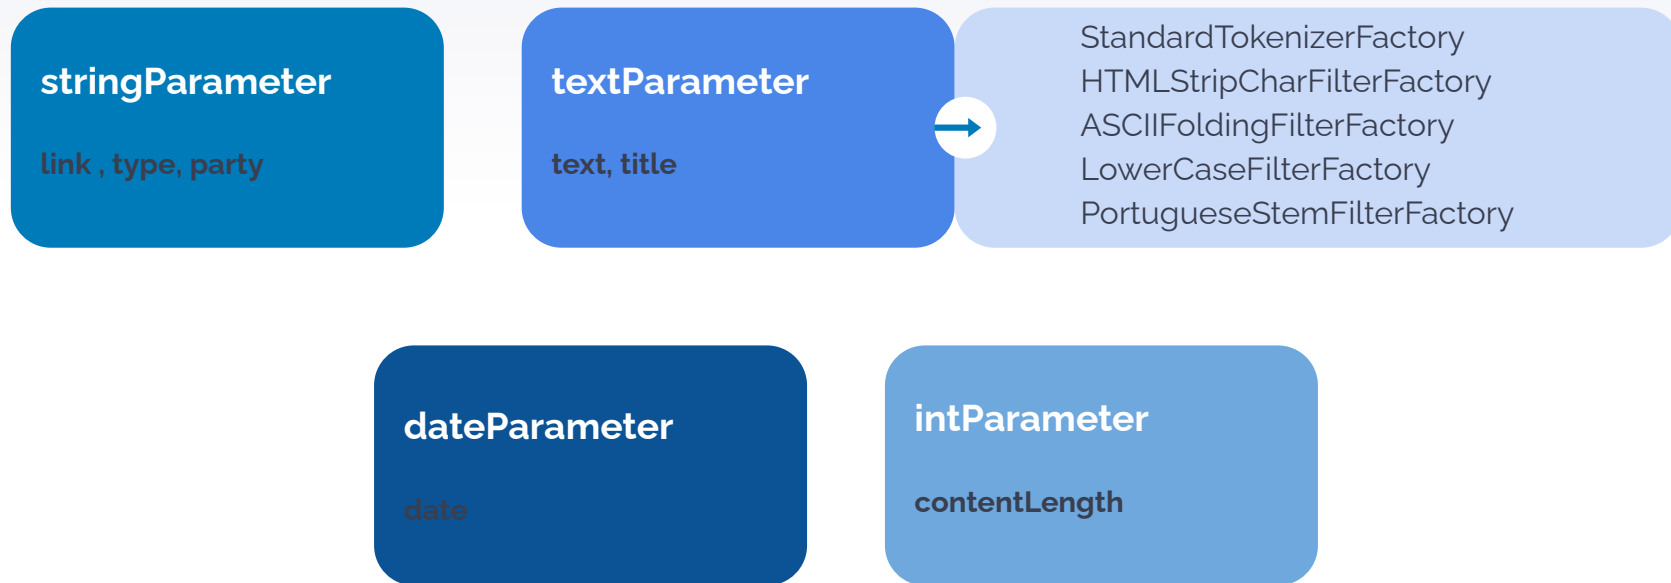 stringParameter
link , type, party
textParameter
text, title
StandardTokenizerFactory
HTMLStripCharFilterFactory
ASCIIFoldingFilterFactory
LowerCaseFilterFactory
PortugueseStemFilterFactory
dateParameter
date
intParameter
contentLength